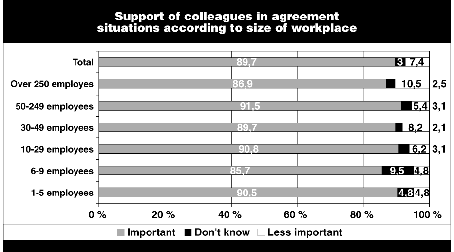 Support of colleagues in agreement
situations according to size of workplace
Total 89,7 3 7,4
Over 250 employes 86,9 10,5 2,5
50-249 employees 91,5 5,4 3,1
30-49 employees 89,7 8,2 2,1
10-29 employees 90,8 6,2 3,1
6-9 employees 85,7 9,5 4,8
1-5 employees 90,5 4,8 4,8
0 % 20 % 40 % 60 % 80 % 100 %
Important Don't know Less important